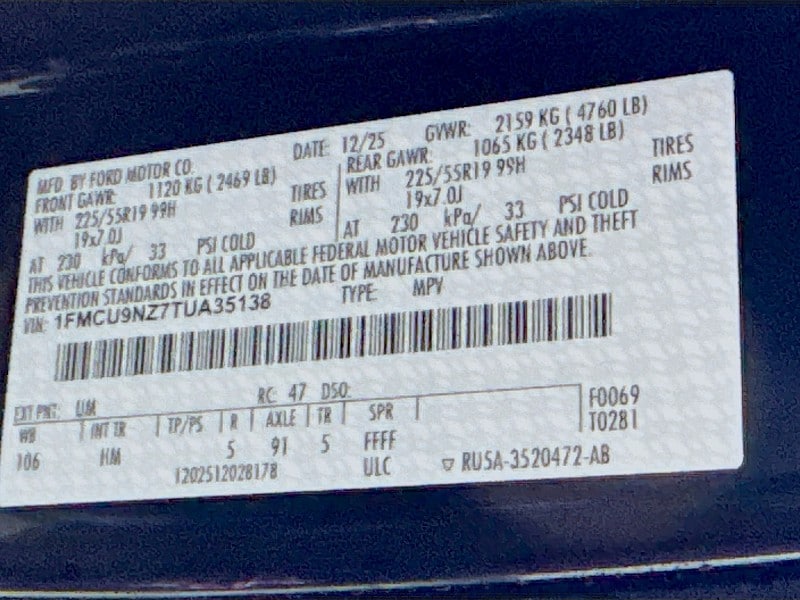 MFD. BY FORD MOTOR CO.
DATE: 12/25 GVWR: 2159 KG ( 4760 LB)
FRONT GAWR: 1120 KG ( 2469 LB)
WITH 225/55R19 99H TIRES
19x7.0J RIMS
AT 230 kPa/ 33 PSI COLD
REAR GAWR: 1065 KG ( 2348 LB)
WITH 225/55R19 99H TIRES
19x7.0J RIMS
AT 230 kPa/ 33 PSI COLD
THIS VEHICLE CONFORMS TO ALL APPLICABLE FEDERAL MOTOR VEHICLE SAFETY AND THEFT
PREVENTION STANDARDS IN EFFECT ON THE DATE OF MANUFACTURE SHOWN ABOVE.
VIN: 1FMCU9NZ7TUA35138 TYPE: MPV
EXT PNT: UM RC: 47 DSO:
WB INT TR TP/PS R AXLE TR SPR
106 HM 5 91 5 FFFF
F0069
T0281
1202512028178 ULC RUSA-3520472-AB